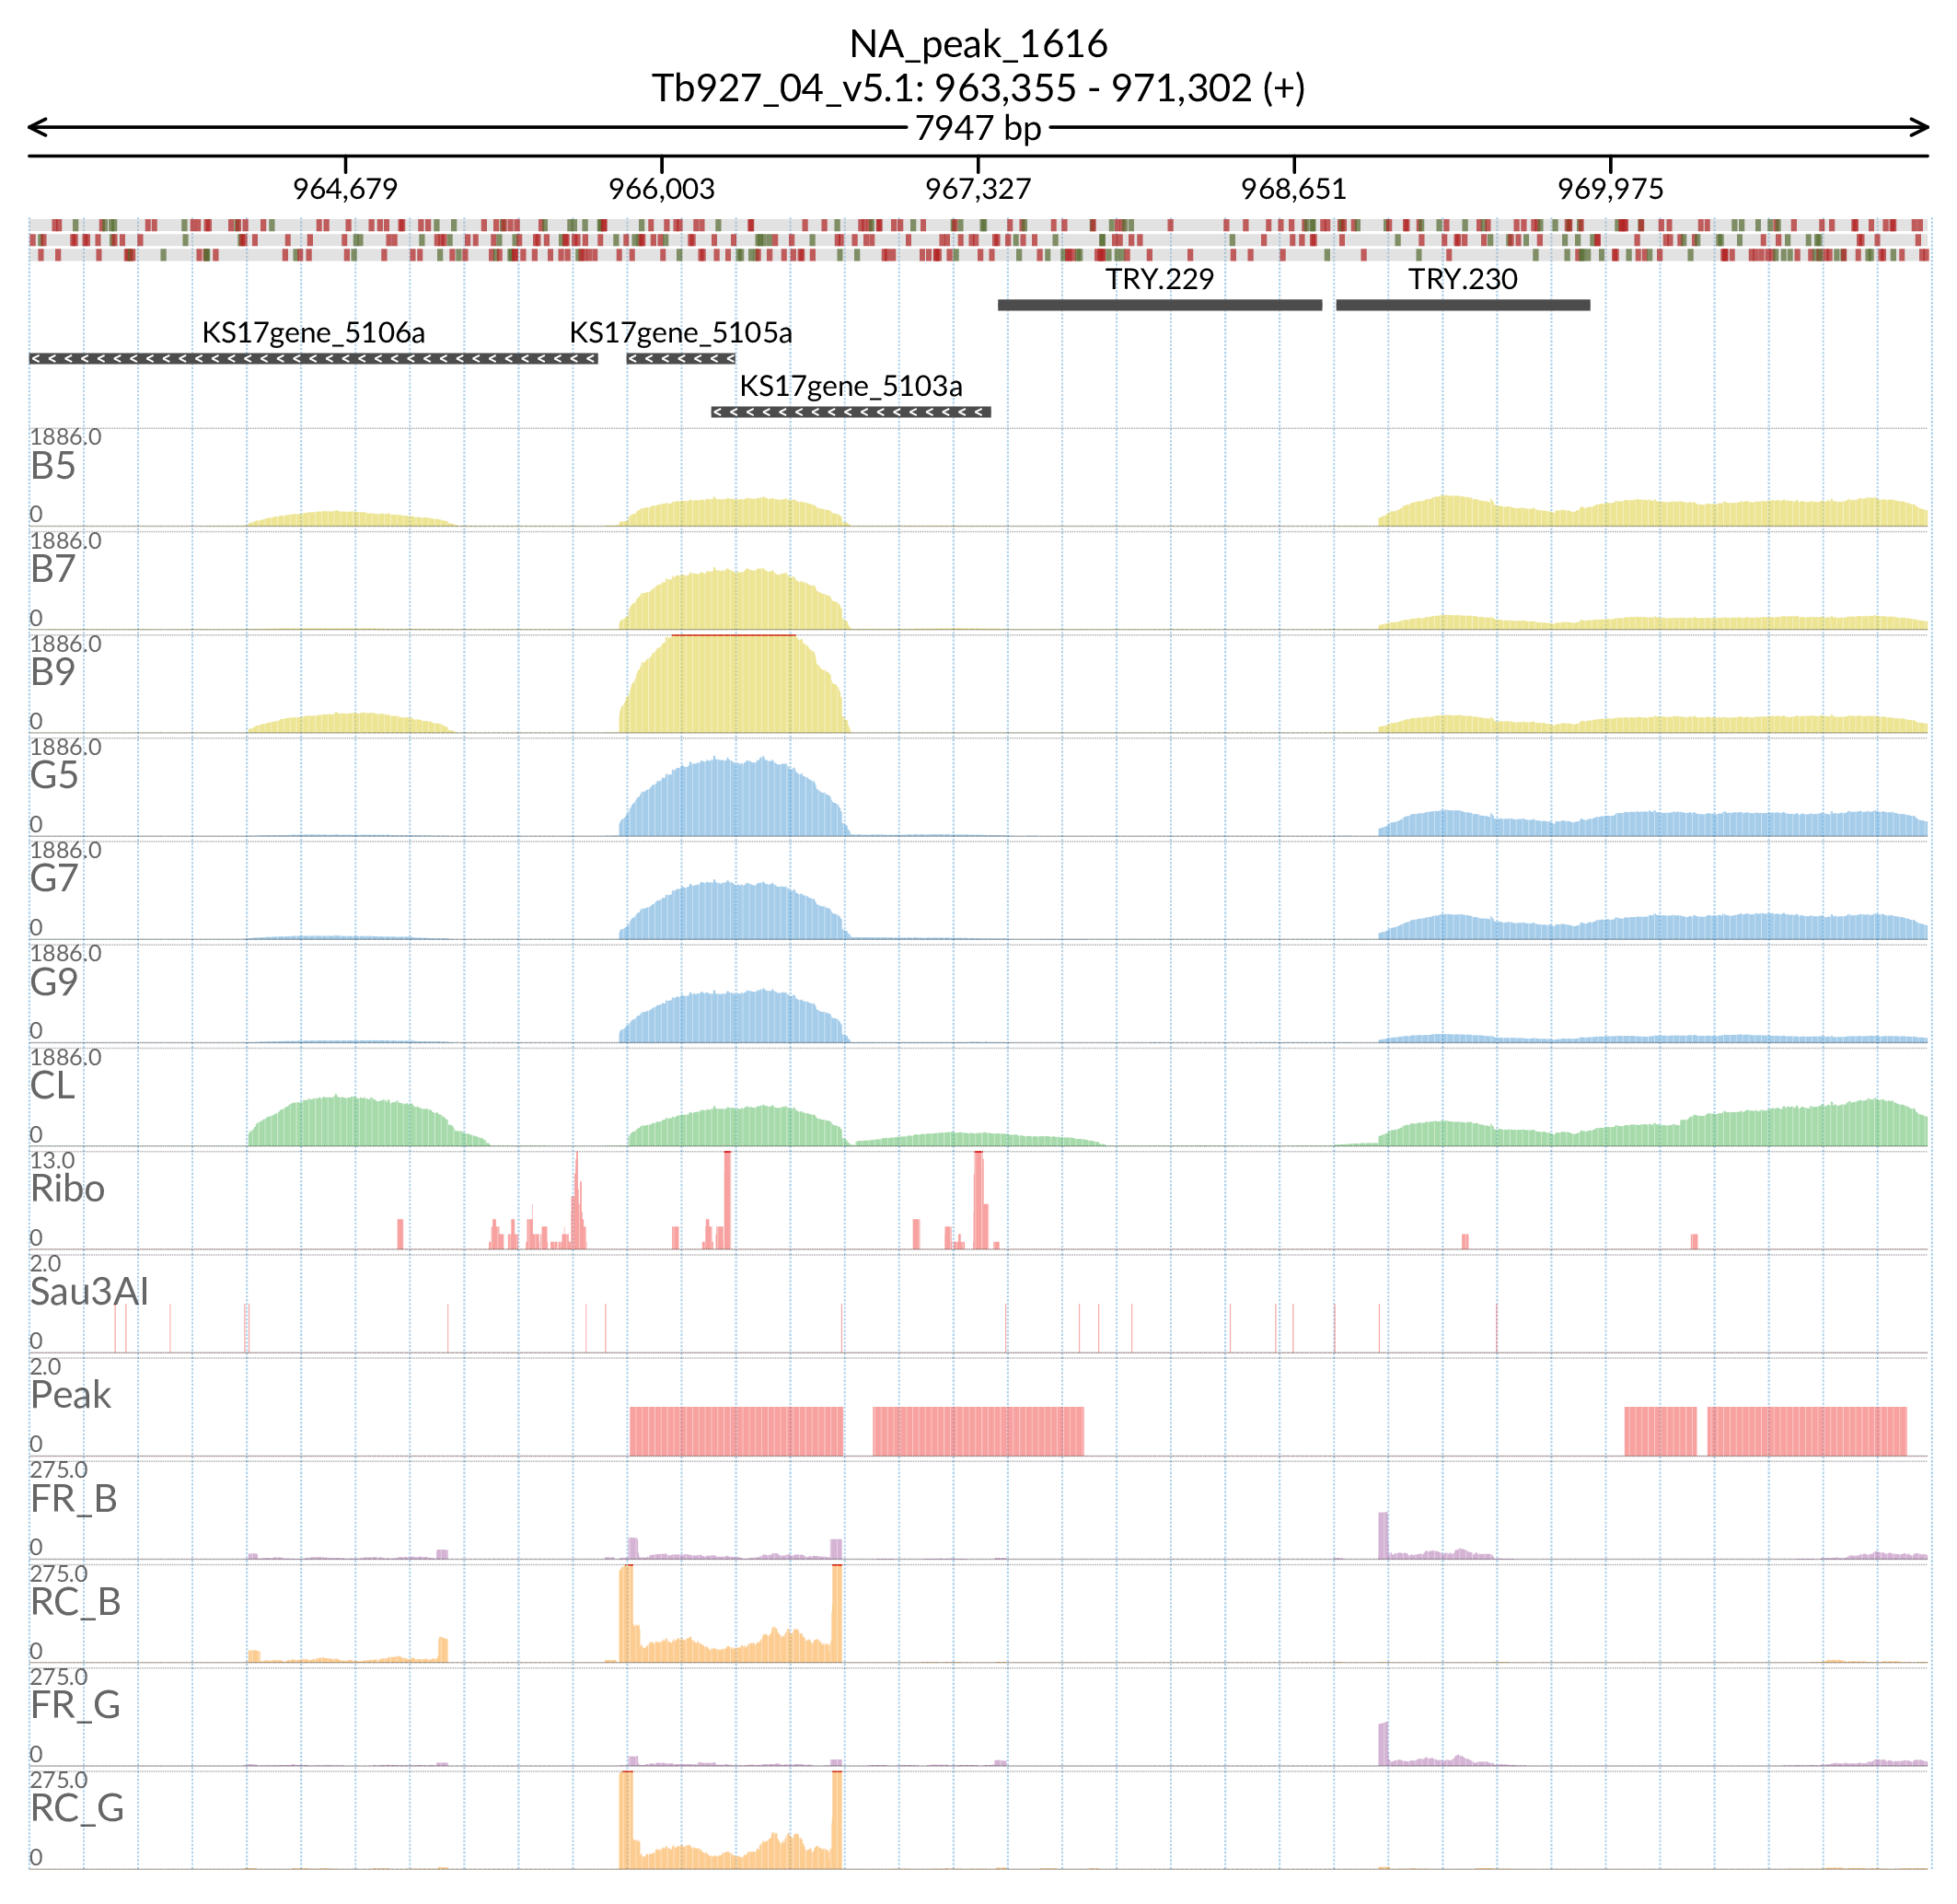 NA_peak_1616
Tb927_04_v5.1: 963,355 - 971,302 (+)
7947 bp
964,679 966,003 967,327 968,651 969,975
TRY.229 TRY.230
KS17gene_5106a KS17gene_5105a
KS17gene_5103a
1886.0
B5
0
1886.0
B7
0
1886.0
B9
0
1886.0
G5
0
1886.0
G7
0
1886.0
G9
0
1886.0
CL
0
13.0
Ribo
0
2.0
Sau3AI
0
2.0
Peak
0
275.0
FR_B
0
275.0
RC_B
0
275.0
FR_G
0
275.0
RC_G
0